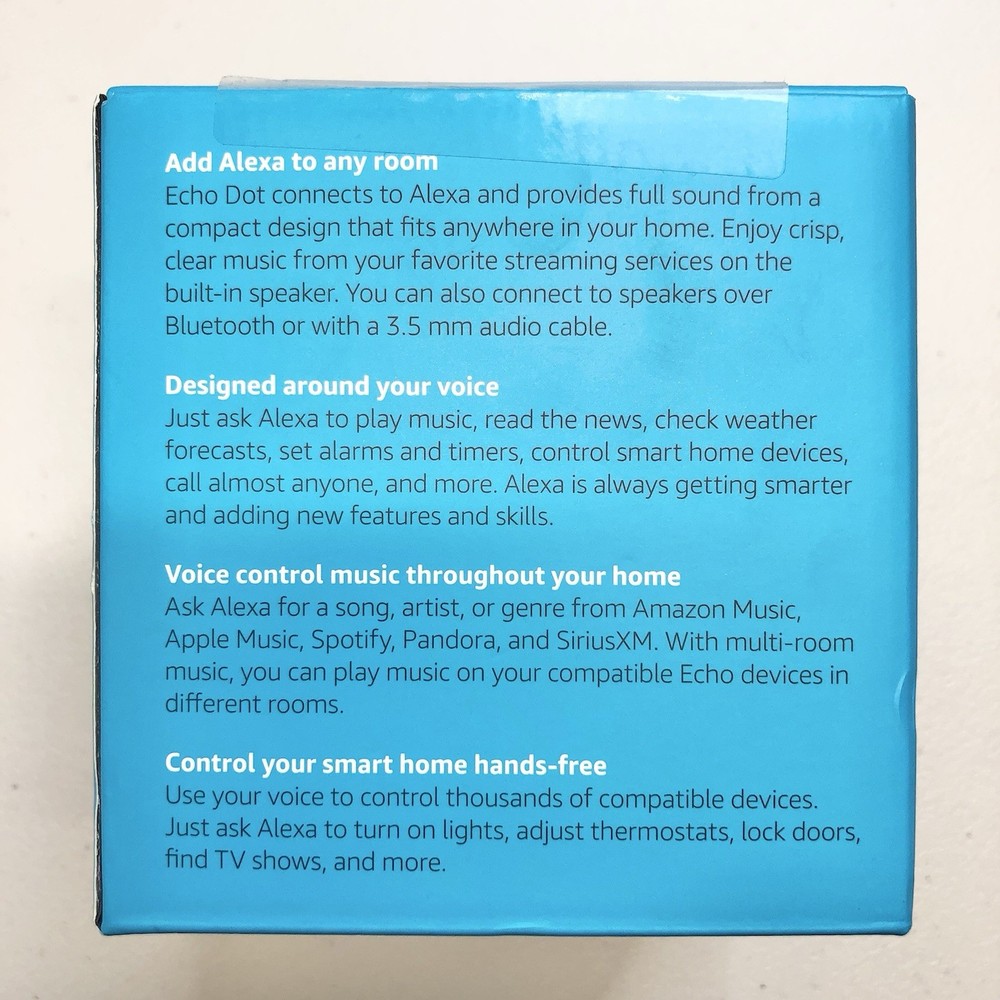 Add Alexa to any room
Echo Dot connects to Alexa and provides full sound from a
compact design that fits anywhere in your home. Enjoy crisp,
clear music from your favorite streaming services on the
built-in speaker. You can also connect to speakers over
Bluetooth or with a 3.5 mm audio cable.
Designed around your voice
Just ask Alexa to play music, read the news, check weather
forecasts, set alarms and timers, control smart home devices,
call almost anyone, and more. Alexa is always getting smarter
and adding new features and skills.
Voice control music throughout your home
Ask Alexa for a song, artist, or genre from Amazon Music,
Apple Music, Spotify, Pandora, and SiriusXM. With multi-room
music, you can play music on your compatible Echo devices in
different rooms.
Control your smart home hands-free
Use your voice to control thousands of compatible devices.
Just ask Alexa to turn on lights, adjust thermostats, lock doors,
find TV shows, and more.